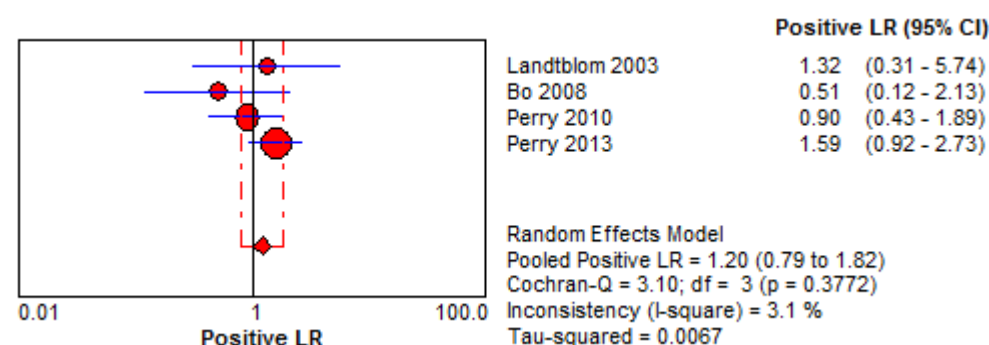 Positive LR (95% CI)
Landtblom 2003 1.32 (0.31 - 5.74)
Bo 2008 0.51 (0.12 - 2.13)
Perry 2010 0.90 (0.43 - 1.89)
Perry 2013 1.59 (0.92 - 2.73)
Random Effects Model
Pooled Positive LR = 1.20 (0.79 to 1.82)
Cochran-Q = 3.10; df = 3 (p = 0.3772)
Inconsistency (I-square) = 3.1 %
Tau-squared = 0.0067
0.01 1 100.0
Positive LR